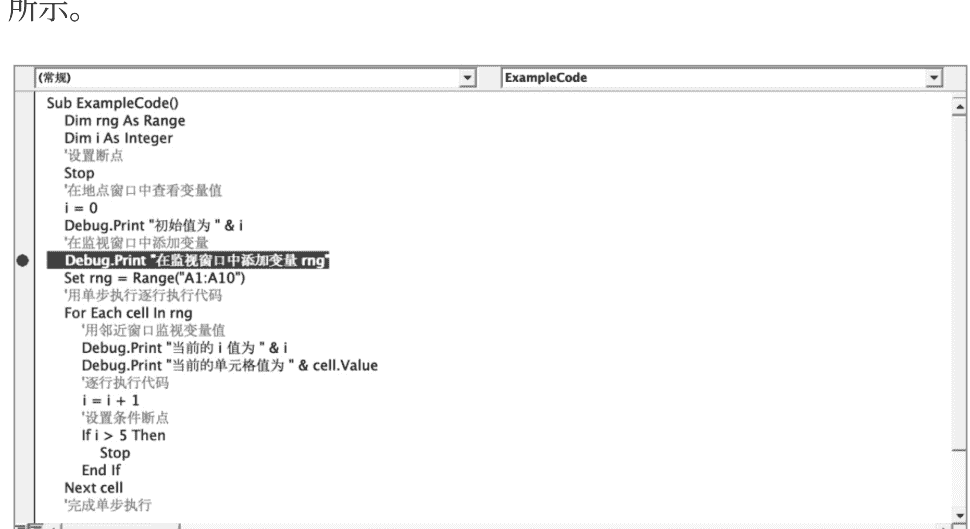 所示。
(常规) ExampleCode
Sub ExampleCode()
Dim rng As Range
Dim i As Integer
'设置断点
Stop
'在地点窗口中查看变量值
i = 0
Debug.Print "初始值为 " & i
'在监视窗口中添加变量
Debug.Print "在监视窗口中添加变量 rng"
Set rng = Range("A1:A10")
'用单步执行逐行执行代码
For Each cell In rng
'用邻近窗口监视变量值
Debug.Print "当前的 i 值为 " & i
Debug.Print "当前的单元格值为 " & cell.Value
'逐行执行代码
i = i + 1
'设置条件断点
If i > 5 Then
Stop
End If
Next cell
'完成单步执行